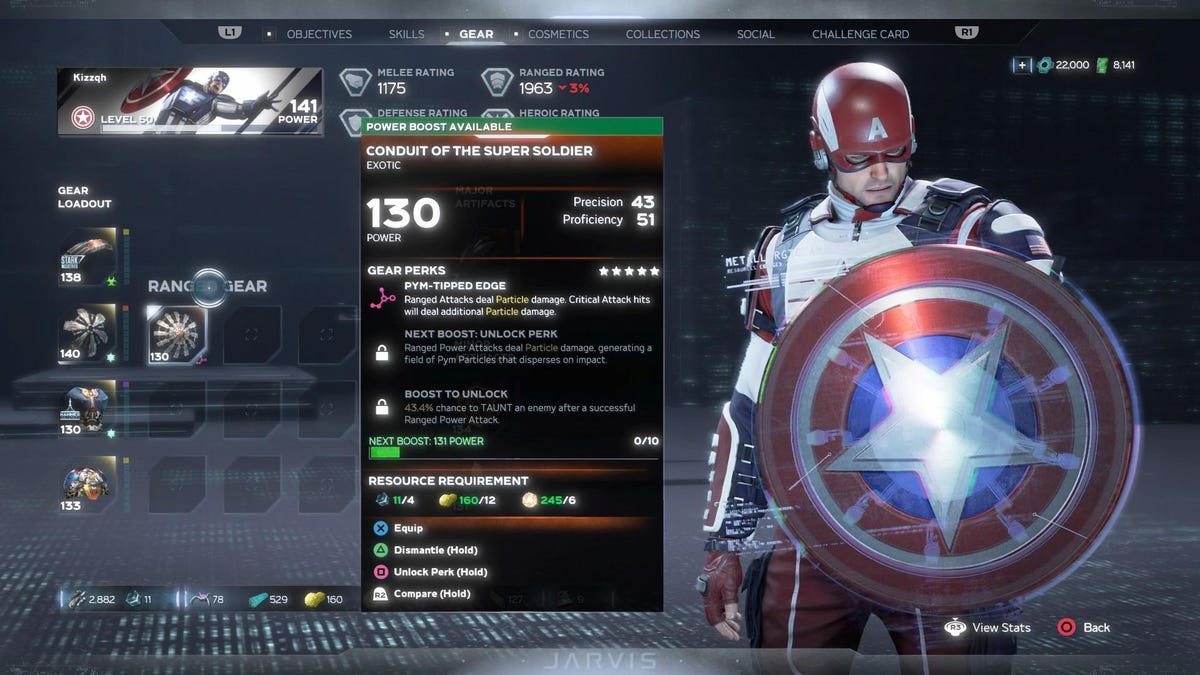 L1
OBJECTIVES
SKILLS
GEAR
COSMETICS
COLLECTIONS
SOCIAL
CHALLENGE CARD
R1
22,000
8,141
Kizzqh
141
POWER
LEVEL 50
MELEE RATING
1175
RANGED RATING
1963 3%
DEFENSE RATING
HEROIC RATING
GEAR
LOADOUT
STARK
138
140
130
133
RANGED GEAR
130
POWER BOOST AVAILABLE
CONDUIT OF THE SUPER SOLDIER
EXOTIC
MAJOR
ARTIFACTS
130
POWER
Precision 43
Proficiency 51
GEAR PERKS
PYM-TIPPED EDGE
Ranged Attacks deal Particle damage. Critical Attack hits
will deal additional Particle damage.
NEXT BOOST: UNLOCK PERK
Ranged Power Attacks deal Particle damage, generating a
field of Pym Particles that disperses on impact.
BOOST TO UNLOCK
43.4% chance to TAUNT an enemy after a successful
Ranged Power Attack.
NEXT BOOST: 131 POWER
0/10
RESOURCE REQUIREMENT
11/4
160/12
245/6
Equip
Dismantle (Hold)
Unlock Perk (Hold)
R2
Compare (Hold)
2,882
11
78
529
160
127
9
A
R3
View Stats
Back
JARVIS